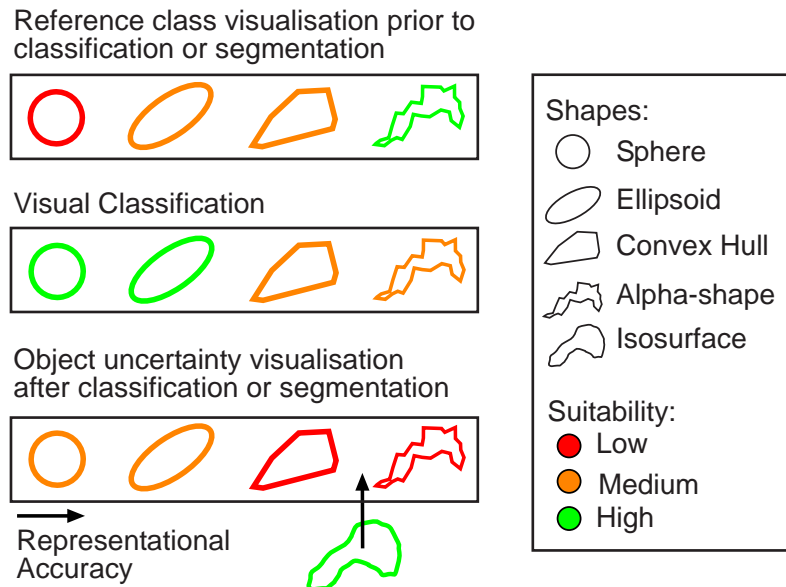 Reference class visualisation prior to
classification or segmentation
Visual Classification
Object uncertainty visualisation
after classification or segmentation
Representational
Accuracy
Shapes:
Sphere
Ellipsoid
Convex Hull
Alpha-shape
Isosurface
Suitability:
Low
Medium
High